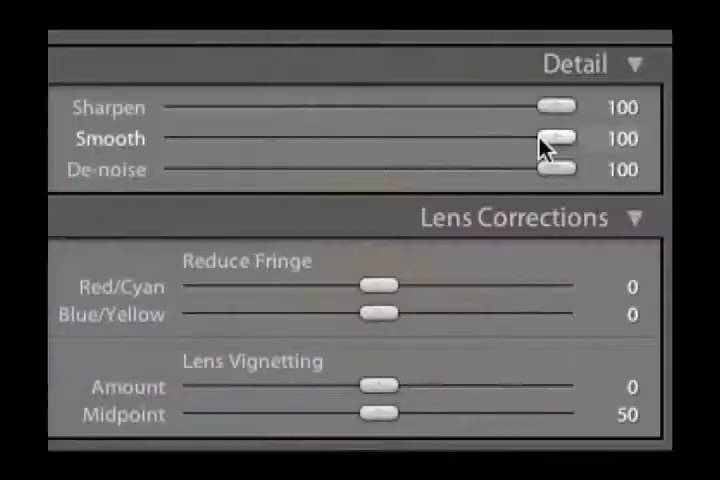 Detail
Sharpen 100
Smooth 100
De-noise 100
Lens Corrections
Reduce Fringe
Red/Cyan 0
Blue/Yellow 0
Lens Vignetting
Amount 0
Midpoint 50